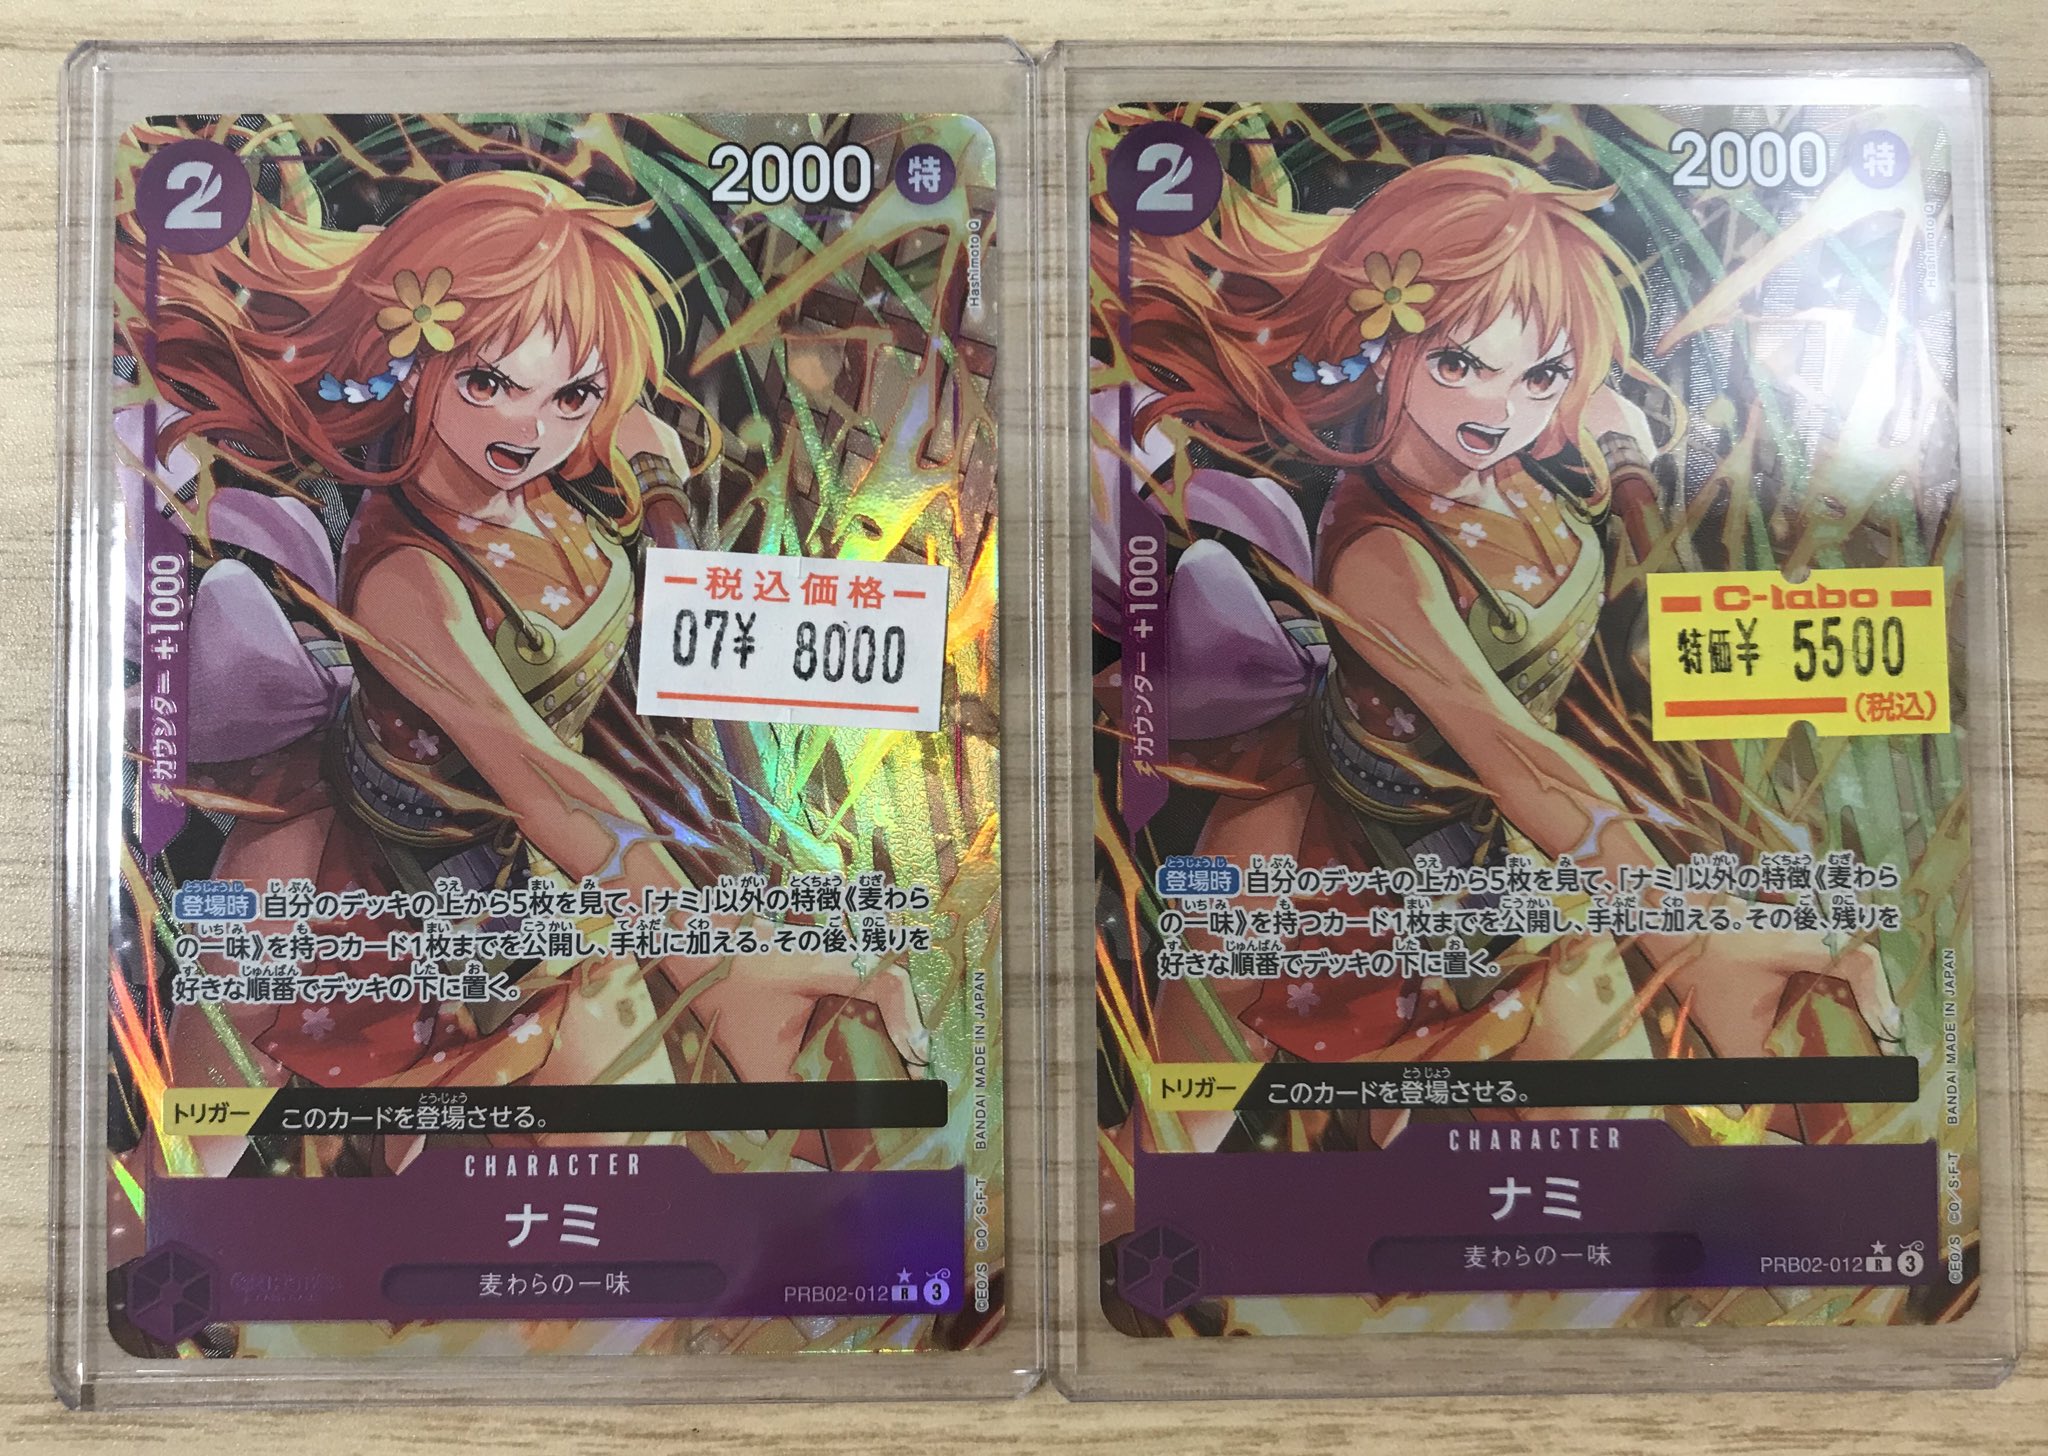 2
2000
特
Hashimoto Q
カウンター +1000
ー税込価格ー
07¥ 8000
登場時 自分のデッキの上から5枚を見て、「ナミ」以外の特徴《麦わら
の一味》を持つカード1枚までを公開し、手札に加える。その後、残りを
好きな順番でデッキの下に置く。
トリガー このカードを登場させる。
CHARACTER
ナミ
麦わらの一味
PRB02-012 R 3
©EO/S ©O/S・F・T BANDAI MADE IN JAPAN
2
2000
特
Hashimoto Q
カウンター +1000
C-labo
特価¥ 5500
(税込)
登場時 自分のデッキの上から5枚を見て、「ナミ」以外の特徴《麦わら
の一味》を持つカード1枚までを公開し、手札に加える。その後、残りを
好きな順番でデッキの下に置く。
トリガー このカードを登場させる。
CHARACTER
ナミ
麦わらの一味
PRB02-012 R 3
©EO/S ©O/S・F・T BANDAI MADE IN JAPAN